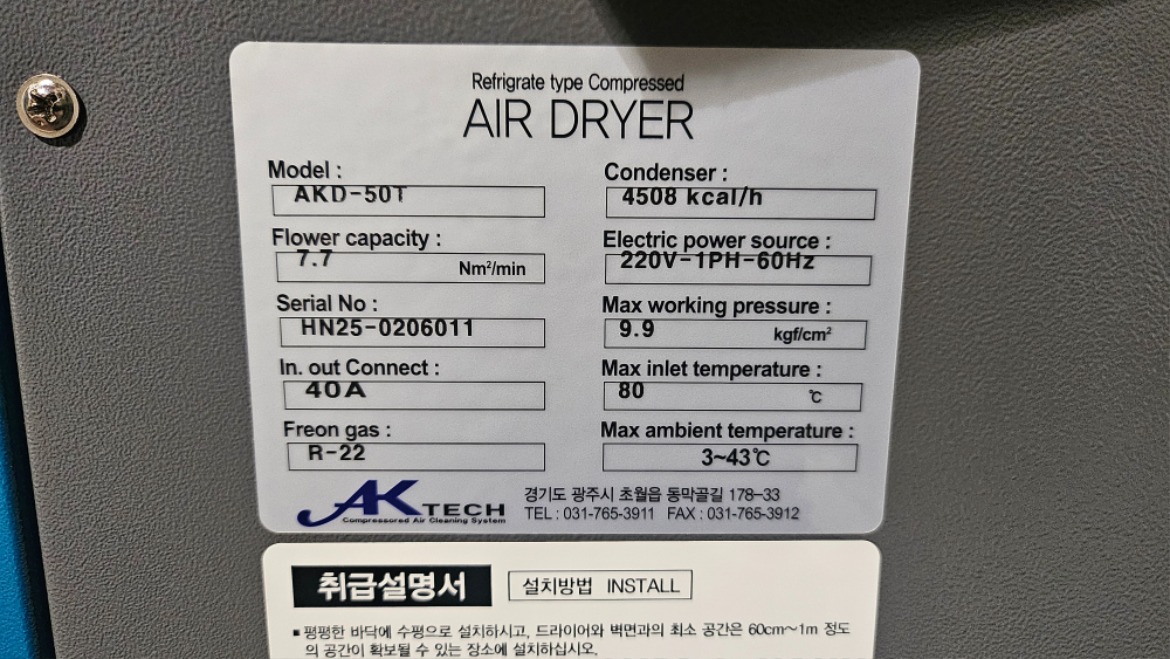 Refrigrate type Compressed
AIR DRYER
Model :
AKD-50T
Flower capacity :
7.7 Nm²/min
Serial No :
HN25-0206011
In. out Connect :
40A
Freon gas :
R-22
Condenser :
4508 kcal/h
Electric power source :
220V-1PH-60Hz
Max working pressure :
9.9 kgf/cm²
Max inlet temperature :
80 ℃
Max ambient temperature :
3~43℃
AK TECH
Compressored Air Cleaning System
경기도 광주시 초월읍 동막골길 178-33
TEL : 031-765-3911 FAX : 031-765-3912
취급설명서
설치방법 INSTALL
▪ 평평한 바닥에 수평으로 설치하시고, 드라이어와 벽면과의 최소 공간은 60cm~1m 정도
의 공간이 확보될 수 있는 장소에 설치하십시오.